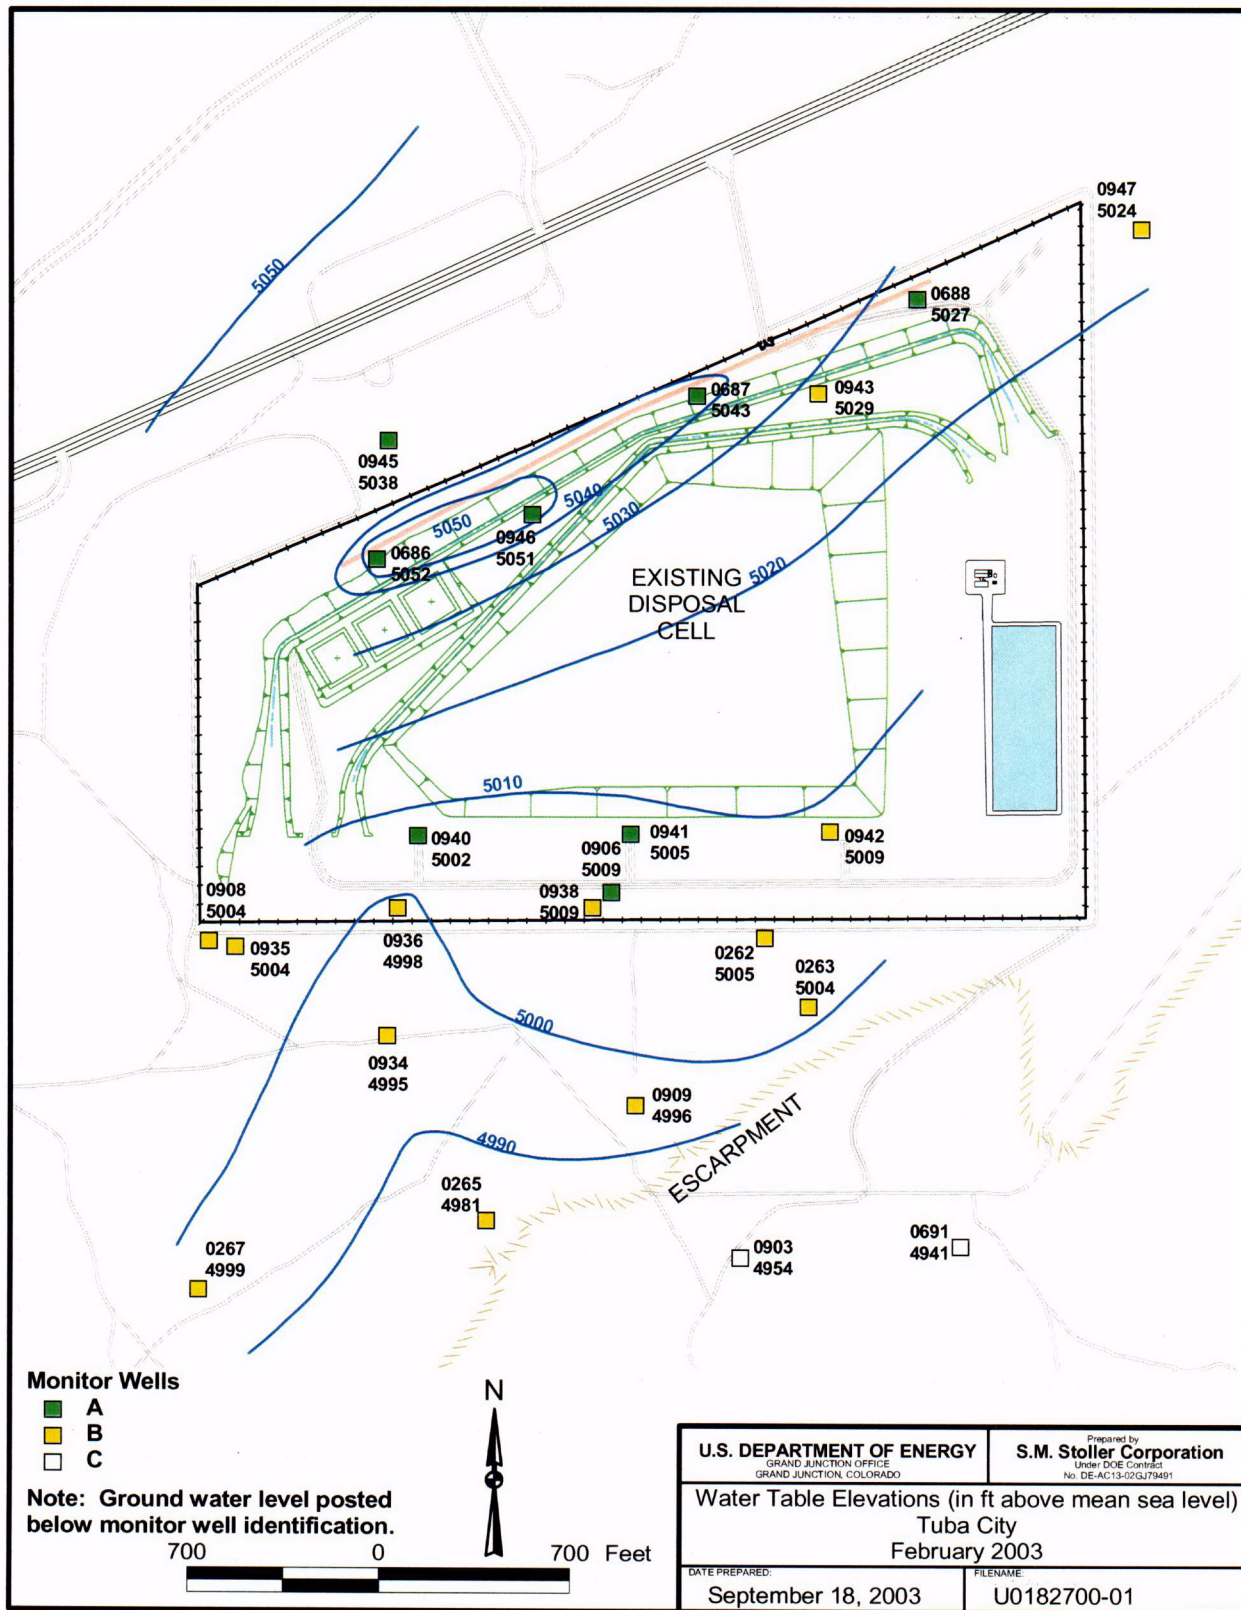 0947
5024
5050
0688
5027
0687
5043
0943
5029
0945
5038
5040
5050
5030
0946
5051
0686
5052
5020
EXISTING
DISPOSAL
CELL
5010
0940
5002
0941
5005
0906
5009
0942
5009
0908
5004
0938
5009
0935
5004
0936
4998
0262
5005
0263
5004
5000
0934
4995
0909
4996
4990
ESCARPMENT
0265
4981
0267
4999
0903
4954
0691
4941
Monitor Wells
A
B
C
Note: Ground water level posted
below monitor well identification.
N
700 0 700 Feet
U.S. DEPARTMENT OF ENERGY
GRAND JUNCTION OFFICE
GRAND JUNCTION, COLORADO
Prepared by
S.M. Stoller Corporation
Under DOE Contract
No. DE-AC13-02GJ79491
Water Table Elevations (in ft above mean sea level)
Tuba City
February 2003
DATE PREPARED:
September 18, 2003
FILENAME:
U0182700-01